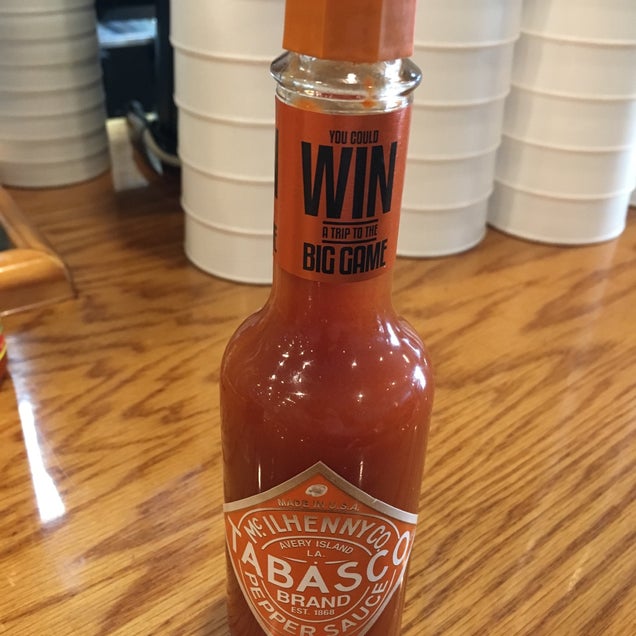 YOU COULD
WIN
A TRIP TO THE
BIG GAME
MADE IN U.S.A.
McILHENNY CO.
AVERY ISLAND
LA.
TABASCO
BRAND
EST. 1868
PEPPER SAUCE